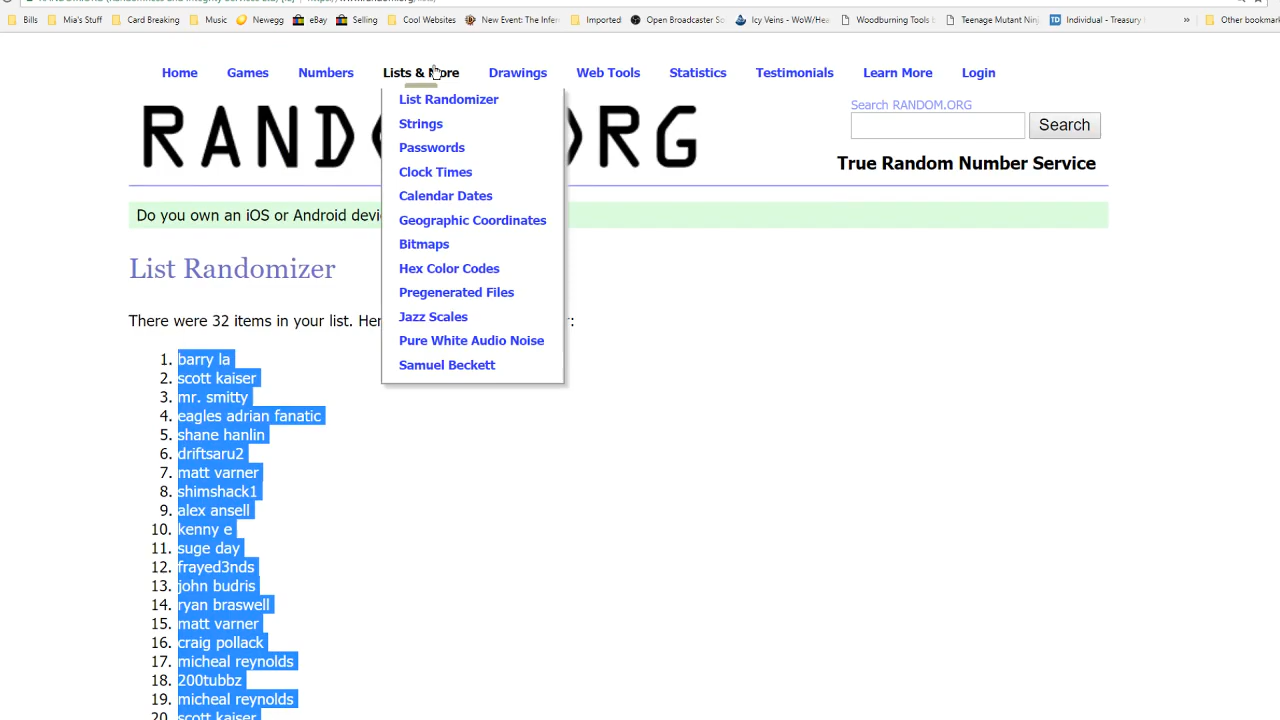 Bills Mia's Stuff Card Breaking Music Newegg eBay Selling Cool Websites New Event: The Infer Imported Open Broadcaster So Icy Veins - WoW/Hea Woodburning Tools Teenage Mutant Ninj Individual - Treasury » Other bookmar
Home Games Numbers Lists & More Drawings Web Tools Statistics Testimonials Learn More Login
List Randomizer
Strings
Passwords
Clock Times
Calendar Dates
Geographic Coordinates
Bitmaps
Hex Color Codes
Pregenerated Files
Jazz Scales
Pure White Audio Noise
Samuel Beckett
RANDOM.ORG
Search RANDOM.ORG
Search
True Random Number Service
Do you own an iOS or Android devi
List Randomizer
There were 32 items in your list. Her r:
1. barry la
2. scott kaiser
3. mr. smitty
4. eagles adrian fanatic
5. shane hanlin
6. driftsaru2
7. matt varner
8. shimshack1
9. alex ansell
10. kenny e
11. suge day
12. frayed3nds
13. john budris
14. ryan braswell
15. matt varner
16. craig pollack
17. micheal reynolds
18. 200tubbz
19. micheal reynolds
20. scott kaiser